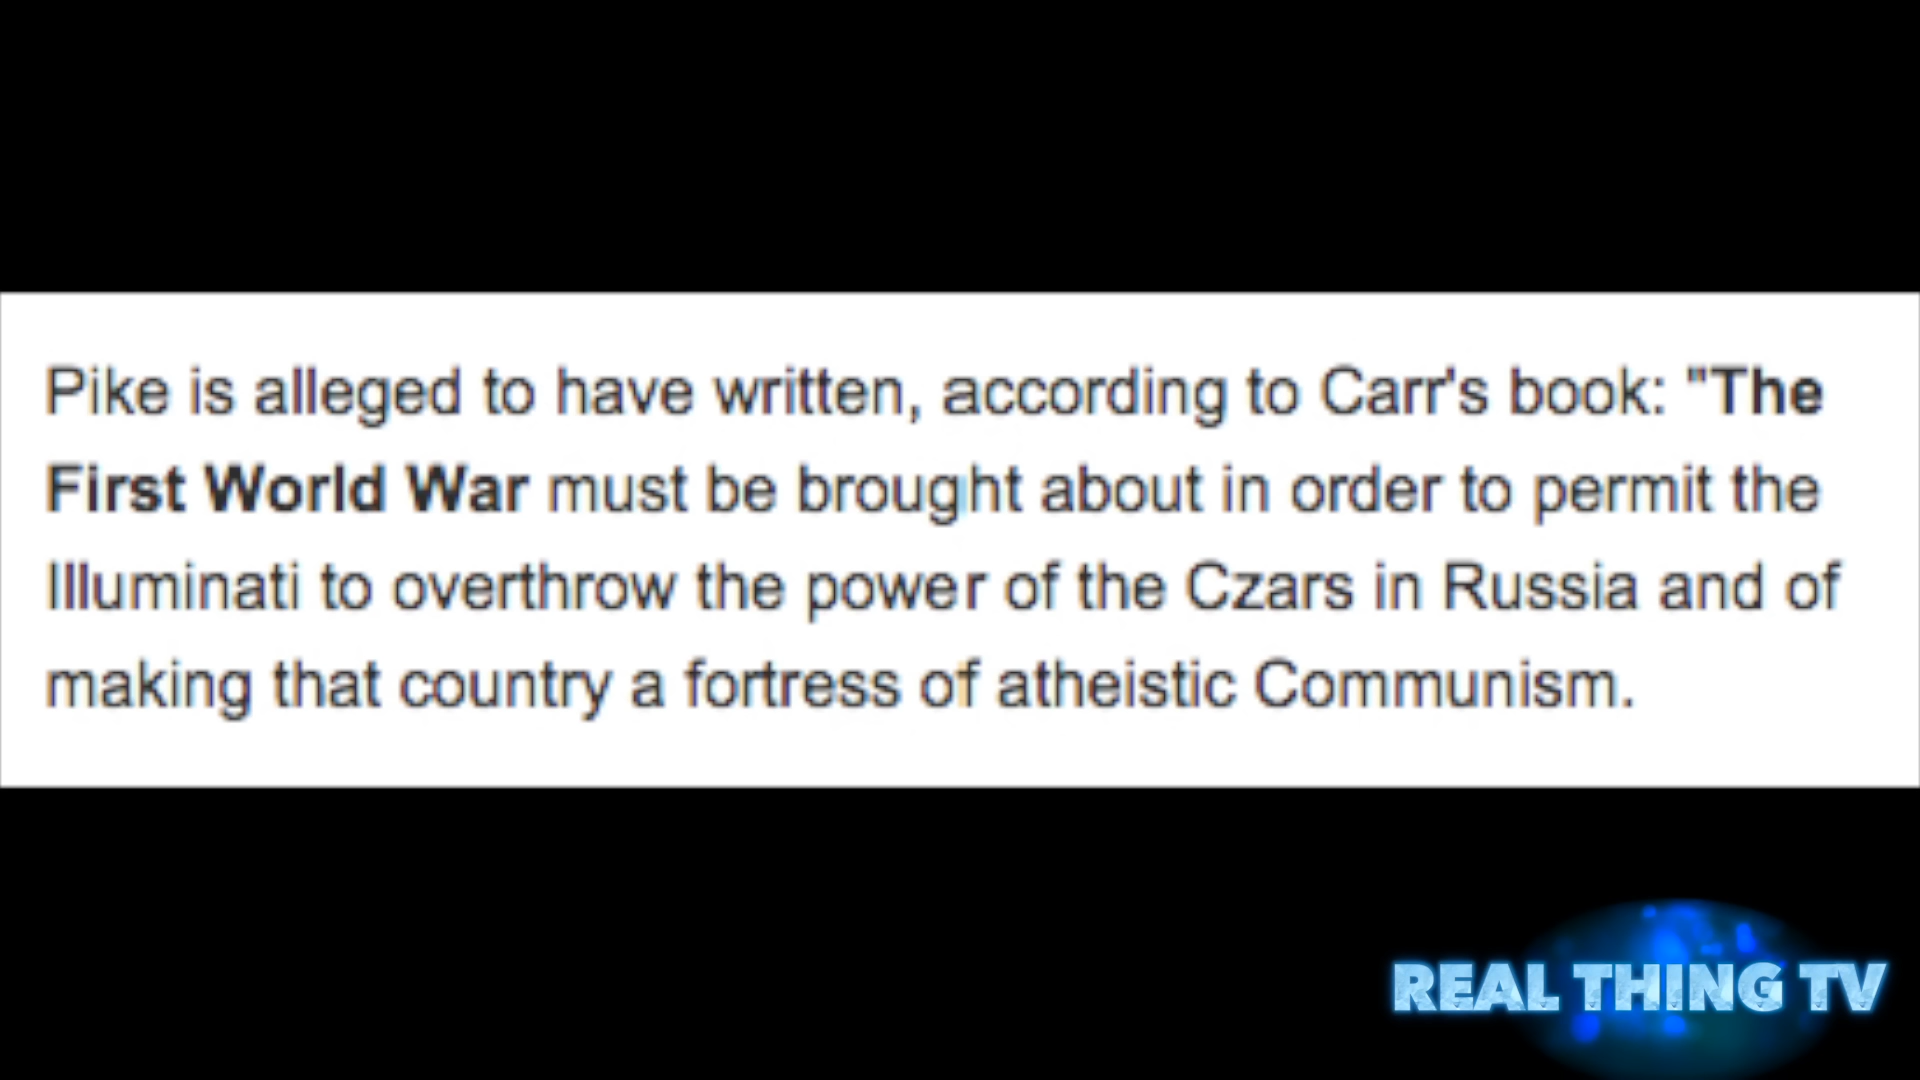 Pike is alleged to have written, according to Carr's book: "The
First World War must be brought about in order to permit the
Illuminati to overthrow the power of the Czars in Russia and of
making that country a fortress of atheistic Communism.
REAL THING TV